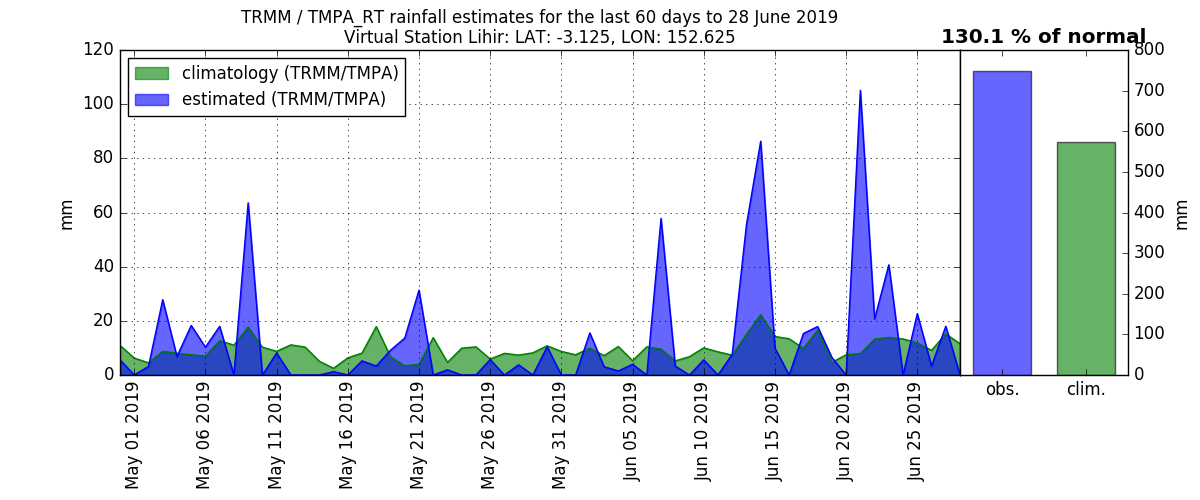 TRMM / TMPA_RT rainfall estimates for the last 60 days to 28 June 2019
Virtual Station Lihir: LAT: -3.125, LON: 152.625
130.1 % of normal
climatology (TRMM/TMPA)
estimated (TRMM/TMPA)
120
100
80
60
40
20
0
mm
May 01 2019
May 06 2019
May 11 2019
May 16 2019
May 21 2019
May 26 2019
May 31 2019
Jun 05 2019
Jun 10 2019
Jun 15 2019
Jun 20 2019
Jun 25 2019
obs.
clim.
800
700
600
500
400
300
200
100
0
mm